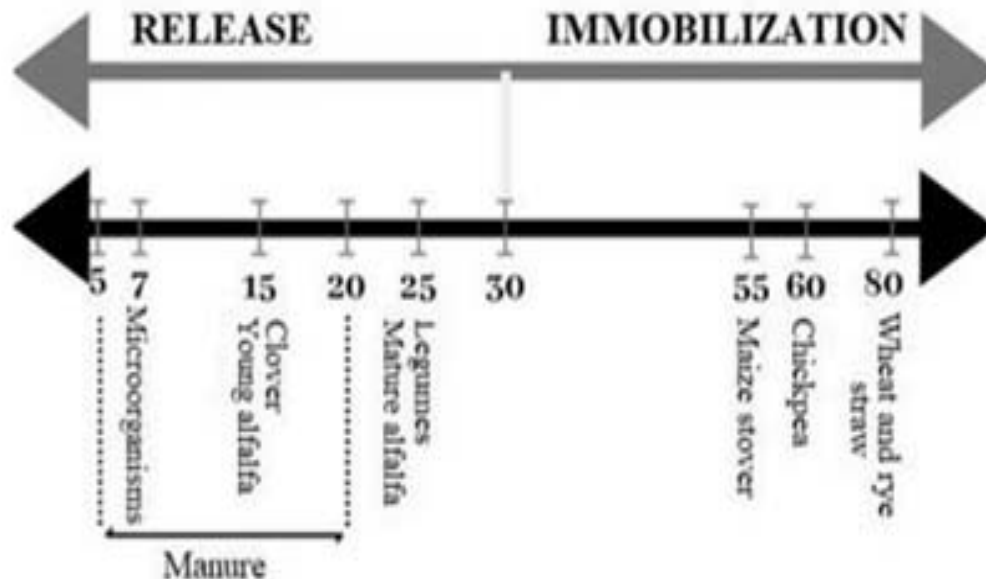 RELEASE
IMMOBILIZATION
5
7
15
20
25
30
55
60
80
Microorganisms
Clover
Young alfalfa
Legumes
Mature alfalfa
Maize stover
Chickpea
Wheat and rye
straw
Manure